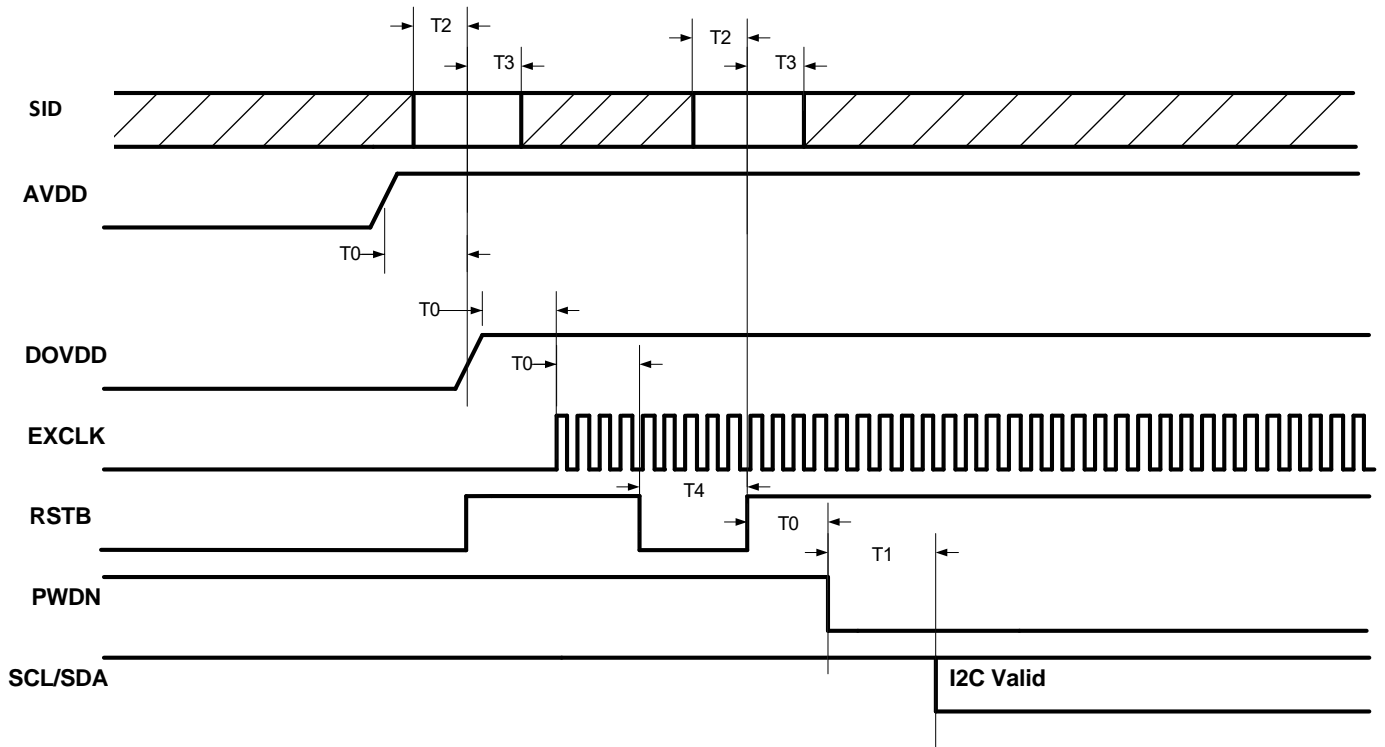 T2
T2
T3
T3
SID
AVDD
T0
T0
DOVDD
T0
EXCLK
T4
RSTB
T0
T1
PWDN
SCL/SDA
I2C Valid